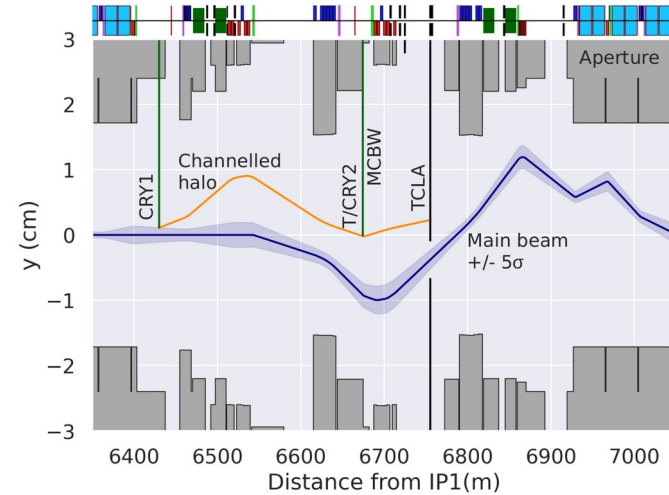 3
2
1
0
−1
−2
−3
y (cm)
Aperture
CRY1
Channelled
halo
T/CRY2
MCBW
TCLA
Main beam
+/- 5σ
6400 6500 6600 6700 6800 6900 7000
Distance from IP1(m)